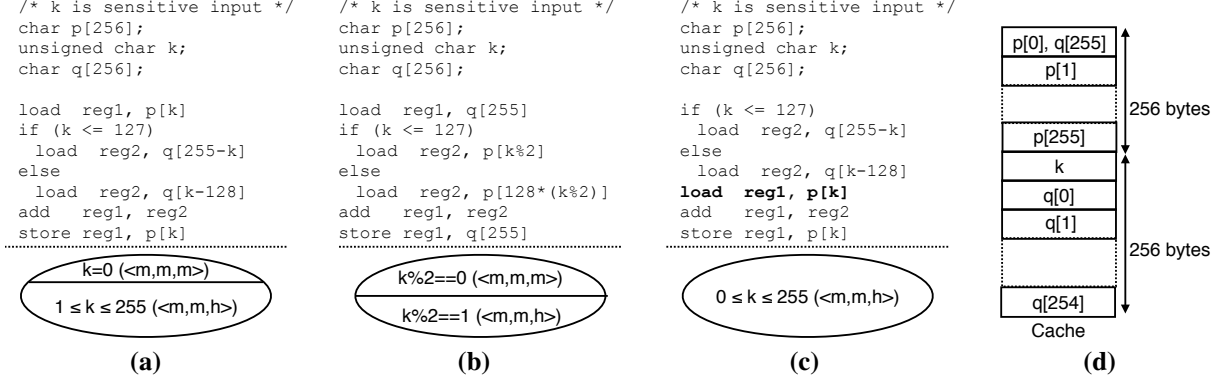 /* k is sensitive input */
char p[256];
unsigned char k;
char q[256];
load reg1, p[k]
if (k <= 127)
load reg2, q[255-k]
else
load reg2, q[k-128]
add reg1, reg2
store reg1, p[k]
k=0 (<m,m,m>)
1 ≤ k ≤ 255 (<m,m,h>)
(a)
/* k is sensitive input */
char p[256];
unsigned char k;
char q[256];
load reg1, q[255]
if (k <= 127)
load reg2, p[k%2]
else
load reg2, p[128*(k%2)]
add reg1, reg2
store reg1, q[255]
k%2==0 (<m,m,m>)
k%2==1 (<m,m,h>)
(b)
/* k is sensitive input */
char p[256];
unsigned char k;
char q[256];
if (k <= 127)
load reg2, q[255-k]
else
load reg2, q[k-128]
load reg1, p[k]
add reg1, reg2
store reg1, p[k]
0 ≤ k ≤ 255 (<m,m,h>)
(c)
p[0], q[255]
p[1]
256 bytes
p[255]
k
q[0]
q[1]
256 bytes
q[254]
Cache
(d)